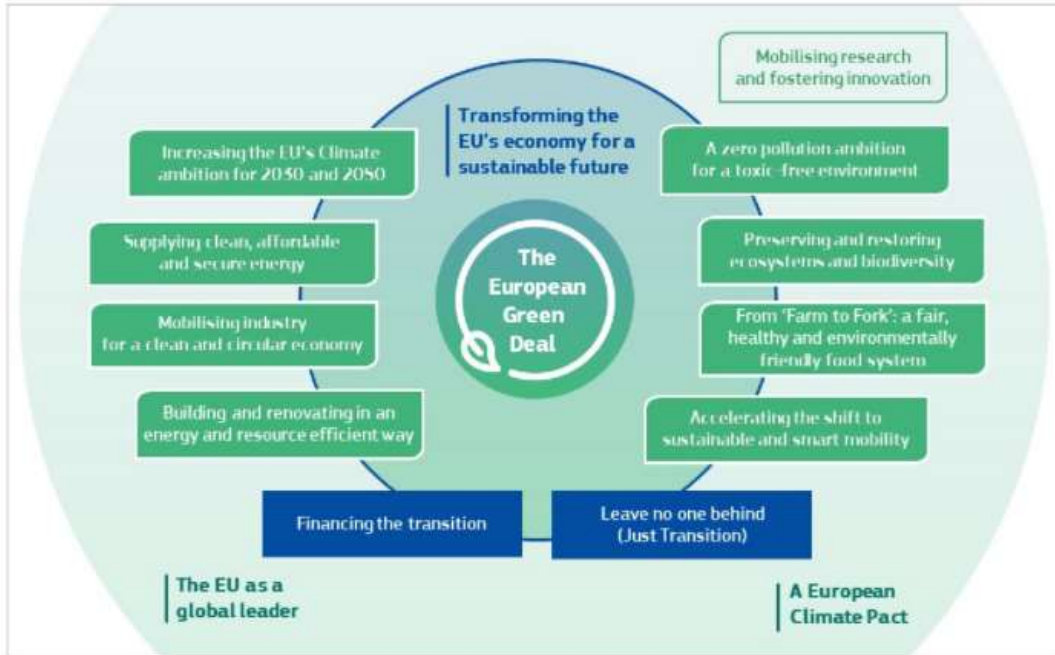 Mobilising research
and fostering innovation
Transforming the
EU's economy for a
sustainable future
Increasing the EU's Climate
ambition for 2030 and 2050
A zero pollution ambition
for a toxic-free environment
Supplying clean, affordable
and secure energy
Preserving and restoring
ecosystems and biodiversity
The
European
Green
Deal
Mobilising industry
for a clean and circular economy
From ‘Farm to Fork’: a fair,
healthy and environmentally
friendly food system
Building and renovating in an
energy and resource efficient way
Accelerating the shift to
sustainable and smart mobility
Financing the transition
Leave no one behind
(Just Transition)
The EU as a
global leader
A European
Climate Pact